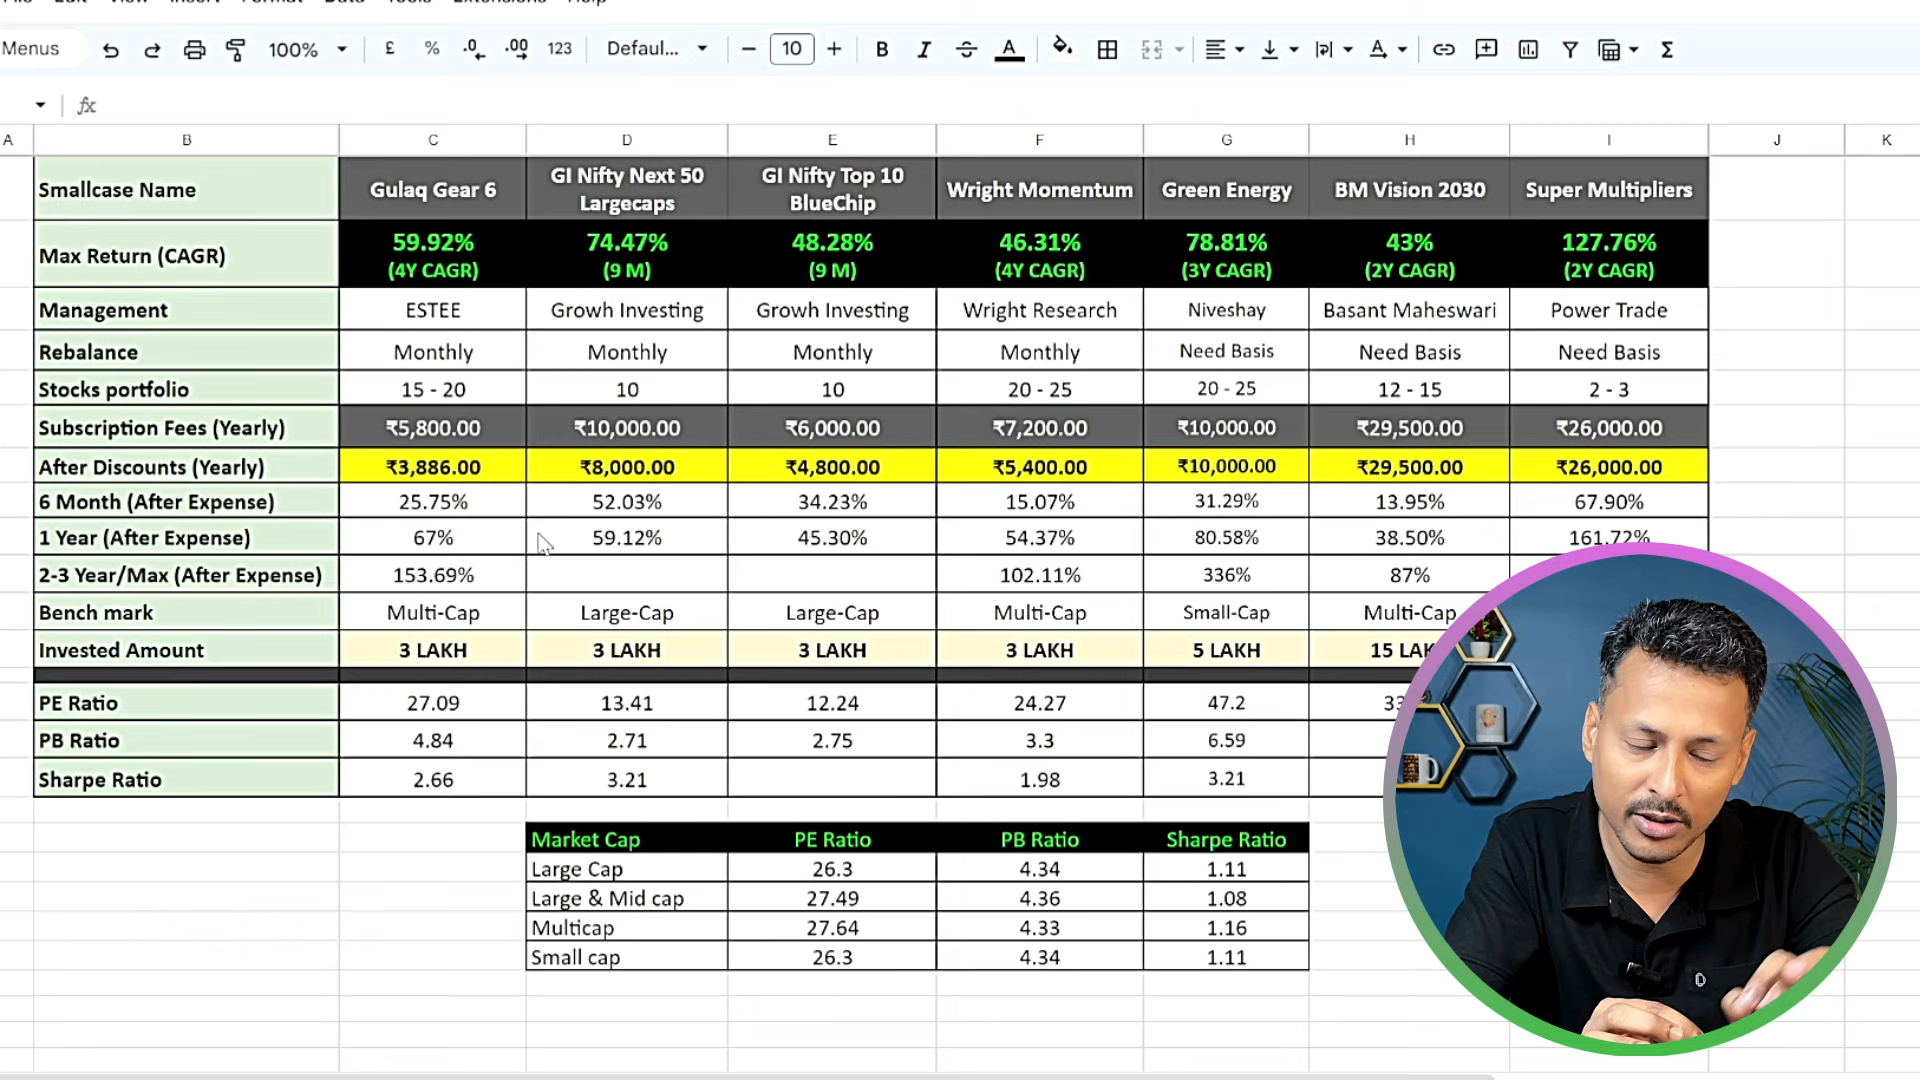 Menus 100% £ % .0 .00 123 Defaul... 10 B I A Σ
fx
A B C D E F G H I J K
Smallcase Name Gulaq Gear 6 GI Nifty Next 50 Largecaps GI Nifty Top 10 BlueChip Wright Momentum Green Energy BM Vision 2030 Super Multipliers
Max Return (CAGR) 59.92% (4Y CAGR) 74.47% (9 M) 48.28% (9 M) 46.31% (4Y CAGR) 78.81% (3Y CAGR) 43% (2Y CAGR) 127.76% (2Y CAGR)
Management ESTEE Growh Investing Growh Investing Wright Research Niveshay Basant Maheswari Power Trade
Rebalance Monthly Monthly Monthly Monthly Need Basis Need Basis Need Basis
Stocks portfolio 15 - 20 10 10 20 - 25 20 - 25 12 - 15 2 - 3
Subscription Fees (Yearly) ₹5,800.00 ₹10,000.00 ₹6,000.00 ₹7,200.00 ₹10,000.00 ₹29,500.00 ₹26,000.00
After Discounts (Yearly) ₹3,886.00 ₹8,000.00 ₹4,800.00 ₹5,400.00 ₹10,000.00 ₹29,500.00 ₹26,000.00
6 Month (After Expense) 25.75% 52.03% 34.23% 15.07% 31.29% 13.95% 67.90%
1 Year (After Expense) 67% 59.12% 45.30% 54.37% 80.58% 38.50% 161.72%
2-3 Year/Max (After Expense) 153.69% 102.11% 336% 87%
Bench mark Multi-Cap Large-Cap Large-Cap Multi-Cap Small-Cap Multi-Cap
Invested Amount 3 LAKH 3 LAKH 3 LAKH 3 LAKH 5 LAKH 15 LAK
PE Ratio 27.09 13.41 12.24 24.27 47.2
PB Ratio 4.84 2.71 2.75 3.3 6.59
Sharpe Ratio 2.66 3.21 1.98 3.21
Market Cap PE Ratio PB Ratio Sharpe Ratio
Large Cap 26.3 4.34 1.11
Large & Mid cap 27.49 4.36 1.08
Multicap 27.64 4.33 1.16
Small cap 26.3 4.34 1.11